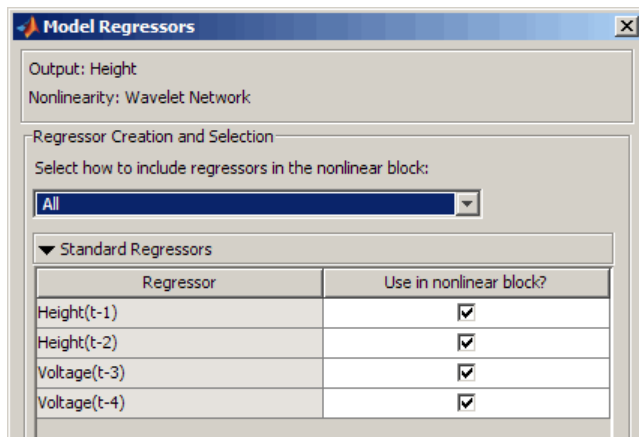 Model Regressors
Output: Height
Nonlinearity: Wavelet Network
Regressor Creation and Selection
Select how to include regressors in the nonlinear block:
All
Standard Regressors
Regressor Use in nonlinear block?
Height(t-1)
Height(t-2)
Voltage(t-3)
Voltage(t-4)